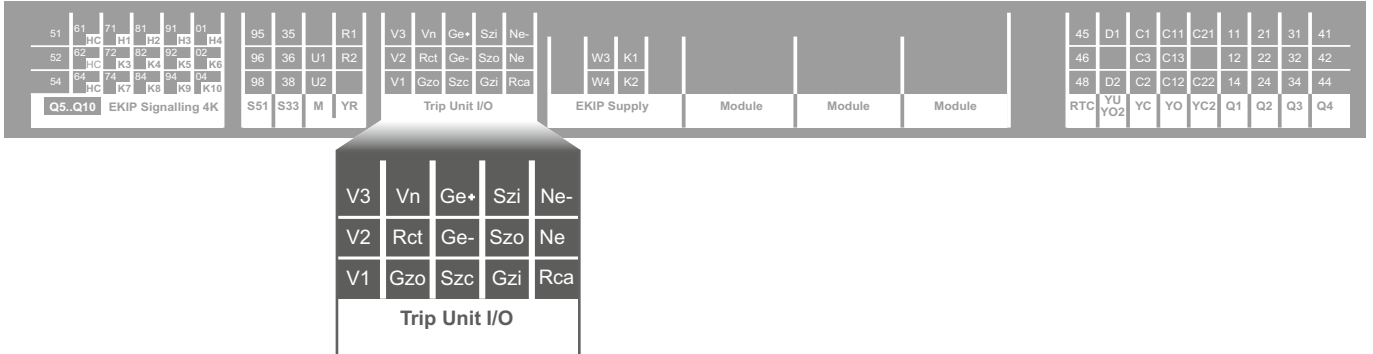 61 71 81 91 01
51 HC H1 H2 H3 H4 95 35 R1 V3 Vn Ge+ Szi Ne- 45 D1 C1 C11 C21 11 21 31 41
62 72 82 92 02
52 HC K3 K4 K5 K6 96 36 U1 R2 V2 Rct Ge- Szo Ne W3 K1 46 C3 C13 12 22 32 42
64 74 84 94 04
54 HC K7 K8 K9 K10 98 38 U2 V1 Gzo Szc Gzi Rca W4 K2 48 D2 C2 C12 C22 14 24 34 44
Q5..Q10 EKIP Signalling 4K S51 S33 M YR Trip Unit I/O EKIP Supply Module Module Module RTC YU YO2 YC YO YC2 Q1 Q2 Q3 Q4
V3 Vn Ge+ Szi Ne-
V2 Rct Ge- Szo Ne
V1 Gzo Szc Gzi Rca
Trip Unit I/O